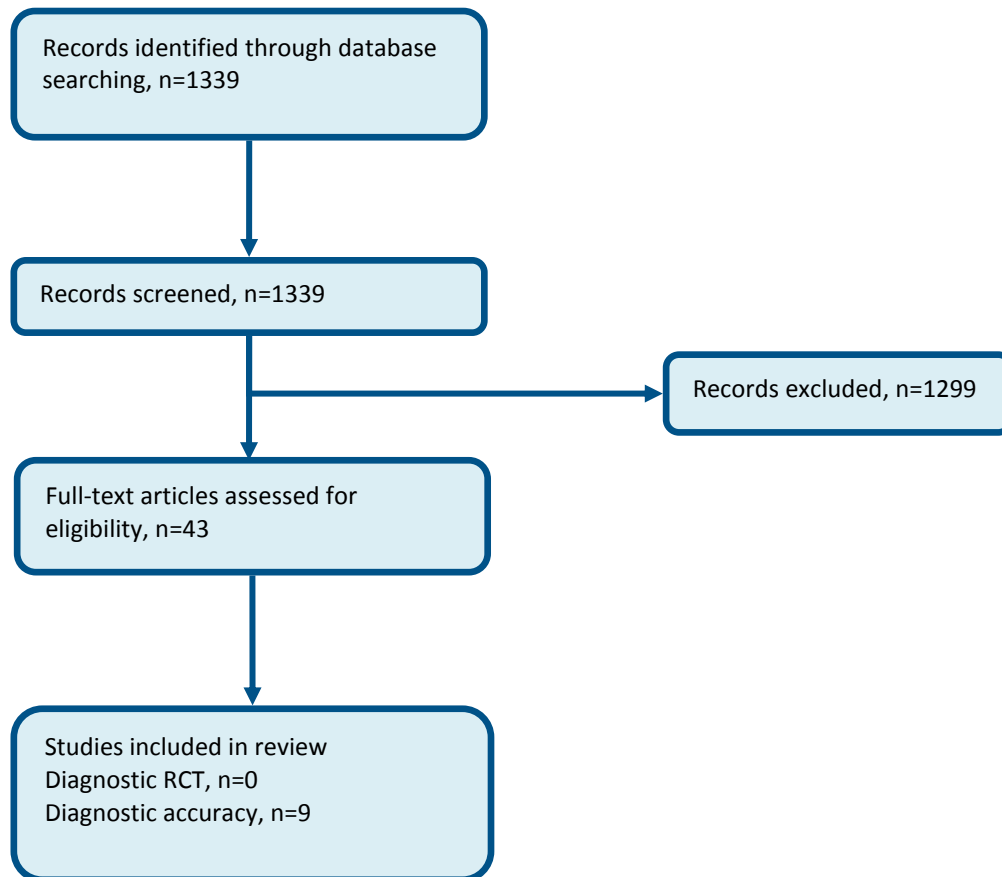 Records identified through database
searching, n=1339
Records screened, n=1339
Records excluded, n=1299
Full-text articles assessed for
eligibility, n=43
Studies included in review
Diagnostic RCT, n=0
Diagnostic accuracy, n=9